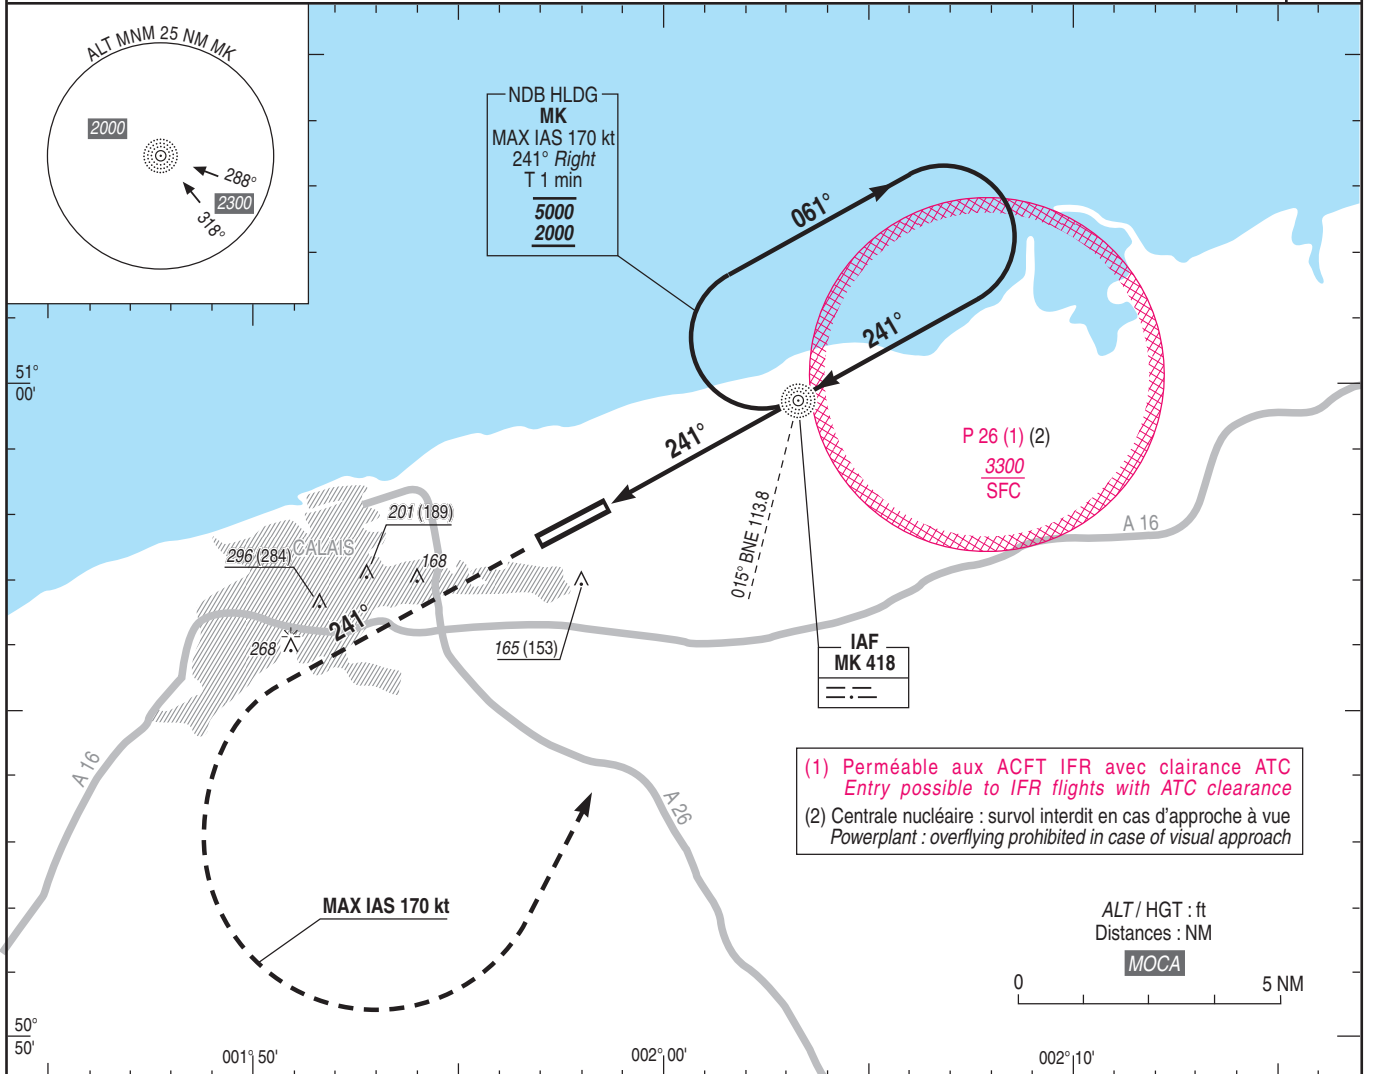 ALT MNM 25 NM MK
2000
288°
2300
318°
NDB HLDG
MK
MAX IAS 170 kt
241° Right
T 1 min
5000
2000
061°
241°
51°
00'
241°
P 26 (1) (2)
3300
SFC
A 16
015° BNE 113.8
201 (189)
CALAIS
296 (284)
168
241°
268
165 (153)
IAF
MK 418
A 16
A 26
(1) Perméable aux ACFT IFR avec clairance ATC
Entry possible to IFR flights with ATC clearance
(2) Centrale nucléaire : survol interdit en cas d'approche à vue
Powerplant : overflying prohibited in case of visual approach
MAX IAS 170 kt
ALT / HGT : ft
Distances : NM
MOCA
0
5 NM
50°
50'
001° 50'
002° 00'
002° 10'